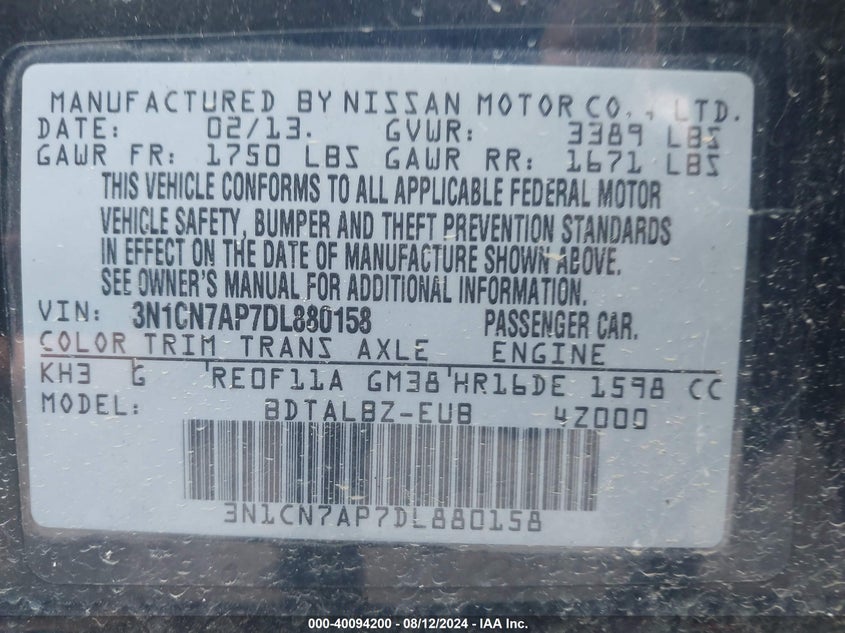 MANUFACTURED BY NISSAN MOTOR CO., LTD.
DATE: 02/13. GVWR: 3389 LBS
GAWR FR: 1750 LBS GAWR RR: 1671 LBS
THIS VEHICLE CONFORMS TO ALL APPLICABLE FEDERAL MOTOR
VEHICLE SAFETY, BUMPER AND THEFT PREVENTION STANDARDS
IN EFFECT ON THE DATE OF MANUFACTURE SHOWN ABOVE.
SEE OWNER'S MANUAL FOR ADDITIONAL INFORMATION.
VIN: 3N1CN7AP7DL880158 PASSENGER CAR.
COLOR TRIM TRANS AXLE ENGINE
KH3 G RE0F11A GM38 HR16DE 1598 CC
MODEL: BDTALBZ-EUB 4Z000
3N1CN7AP7DL880158
000-40094200 - 08/12/2024 - IAA Inc.